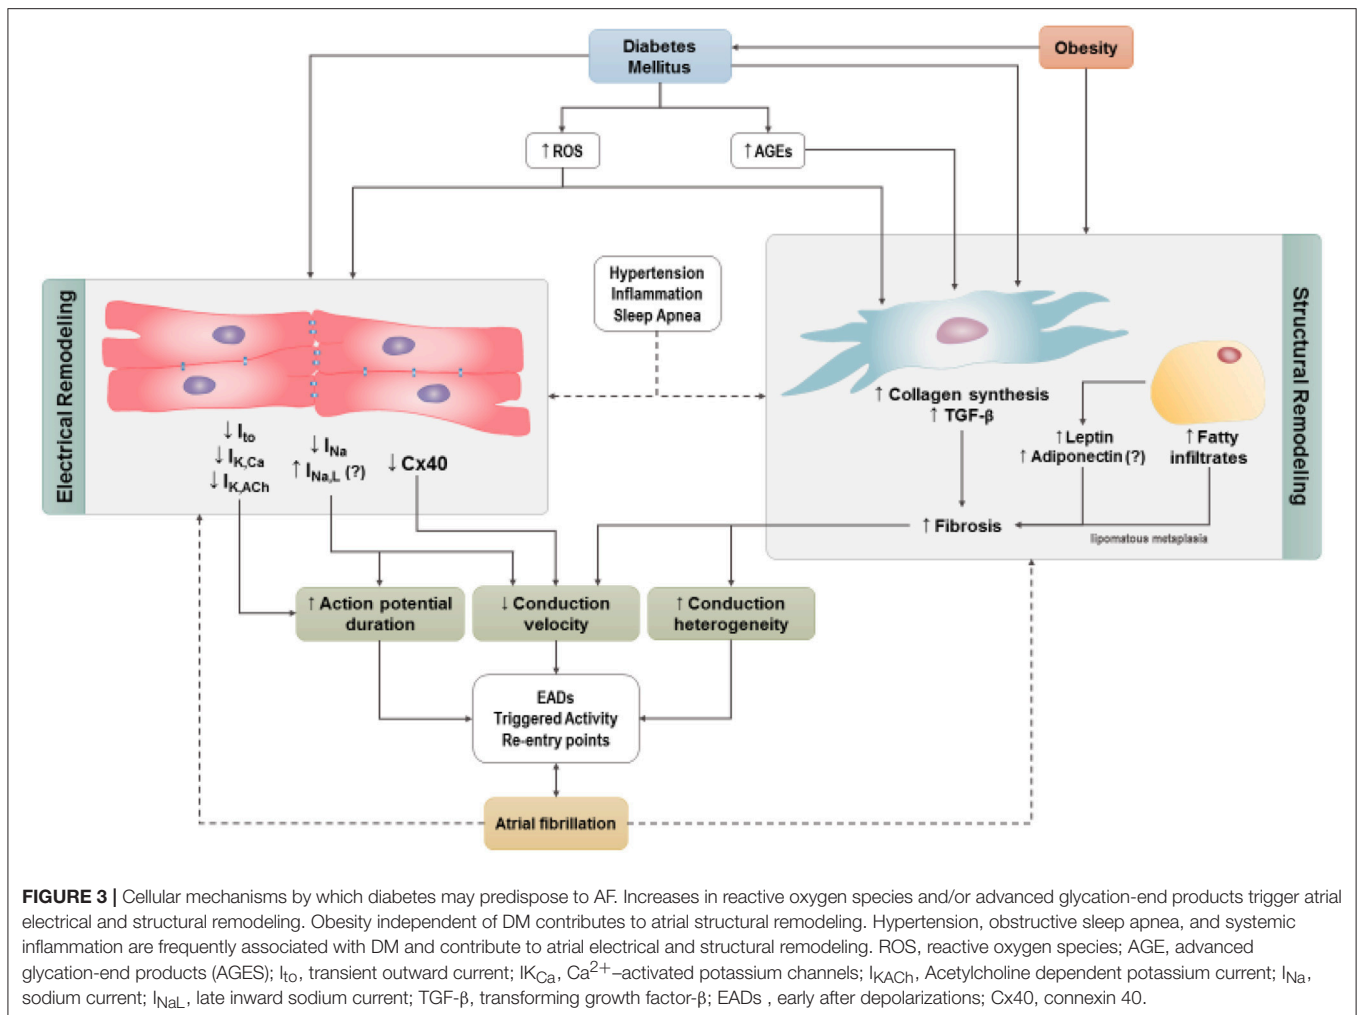 Diabetes
Mellitus
Obesity
↑ ROS
↑ AGEs
Hypertension
Inflammation
Sleep Apnea
Electrical Remodeling
Structural Remodeling
↓ Ito
↓ IK,Ca
↓ IK,ACh
↓ INa
↑ INa,L (?)
↓ Cx40
↑ Collagen synthesis
↑ TGF-β
↑ Leptin
↑ Adiponectin (?)
↑ Fatty
infiltrates
↑ Fibrosis
lipomatous metaplasia
↑ Action potential
duration
↓ Conduction
velocity
↑ Conduction
heterogeneity
EADs
Triggered Activity
Re-entry points
Atrial fibrillation
FIGURE 3 | Cellular mechanisms by which diabetes may predispose to AF. Increases in reactive oxygen species and/or advanced glycation-end products trigger atrial
electrical and structural remodeling. Obesity independent of DM contributes to atrial structural remodeling. Hypertension, obstructive sleep apnea, and systemic
inflammation are frequently associated with DM and contribute to atrial electrical and structural remodeling. ROS, reactive oxygen species; AGE, advanced
glycation-end products (AGES); Ito, transient outward current; IKCa, Ca2+–activated potassium channels; IKACh, Acetylcholine dependent potassium current; INa,
sodium current; INaL, late inward sodium current; TGF-β, transforming growth factor-β; EADs , early after depolarizations; Cx40, connexin 40.